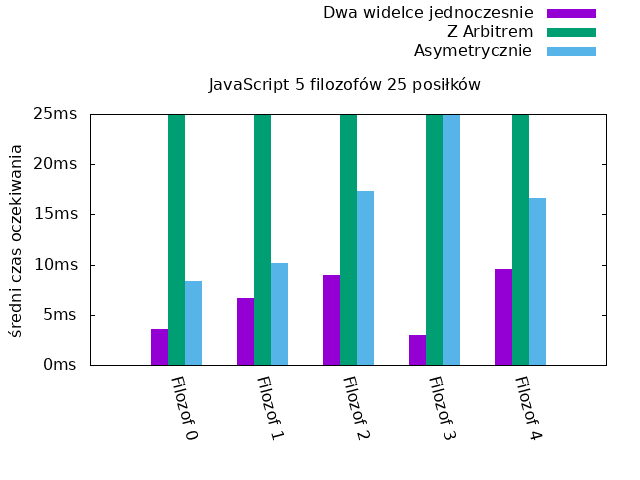 Dwa widelce jednoczesnie
Z Arbitrem
Asymetrycznie
JavaScript 5 filozofów 25 posiłków
średni czas oczekiwania
25ms
20ms
15ms
10ms
5ms
0ms
Filozof 0
Filozof 1
Filozof 2
Filozof 3
Filozof 4